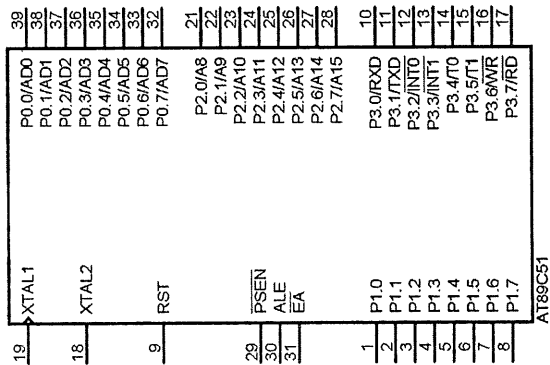 39 P0.0/AD0
38 P0.1/AD1
37 P0.2/AD2
36 P0.3/AD3
35 P0.4/AD4
34 P0.5/AD5
33 P0.6/AD6
32 P0.7/AD7
21 P2.0/A8
22 P2.1/A9
23 P2.2/A10
24 P2.3/A11
25 P2.4/A12
26 P2.5/A13
27 P2.6/A14
28 P2.7/A15
10 P3.0/RXD
11 P3.1/TXD
12 P3.2/INT0
13 P3.3/INT1
14 P3.4/T0
15 P3.5/T1
16 P3.6/WR
17 P3.7/RD
19 XTAL1
18 XTAL2
9 RST
29 PSEN
30 ALE
31 EA
1 P1.0
2 P1.1
3 P1.2
4 P1.3
5 P1.4
6 P1.5
7 P1.6
8 P1.7
AT89C51